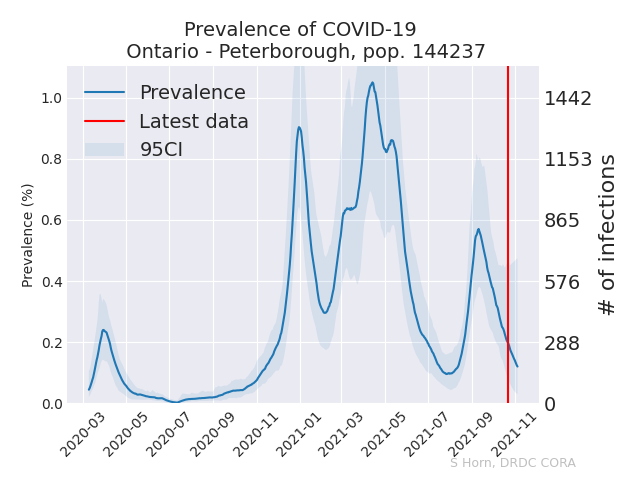 Prevalence of COVID-19
Ontario - Peterborough, pop. 144237
Prevalence
Latest data
95CI
Prevalence (%)
1.0
0.8
0.6
0.4
0.2
0.0
1442
1153
865
576
288
0
# of infections
2020-03
2020-05
2020-07
2020-09
2020-11
2021-01
2021-03
2021-05
2021-07
2021-09
2021-11
S Horn, DRDC CORA